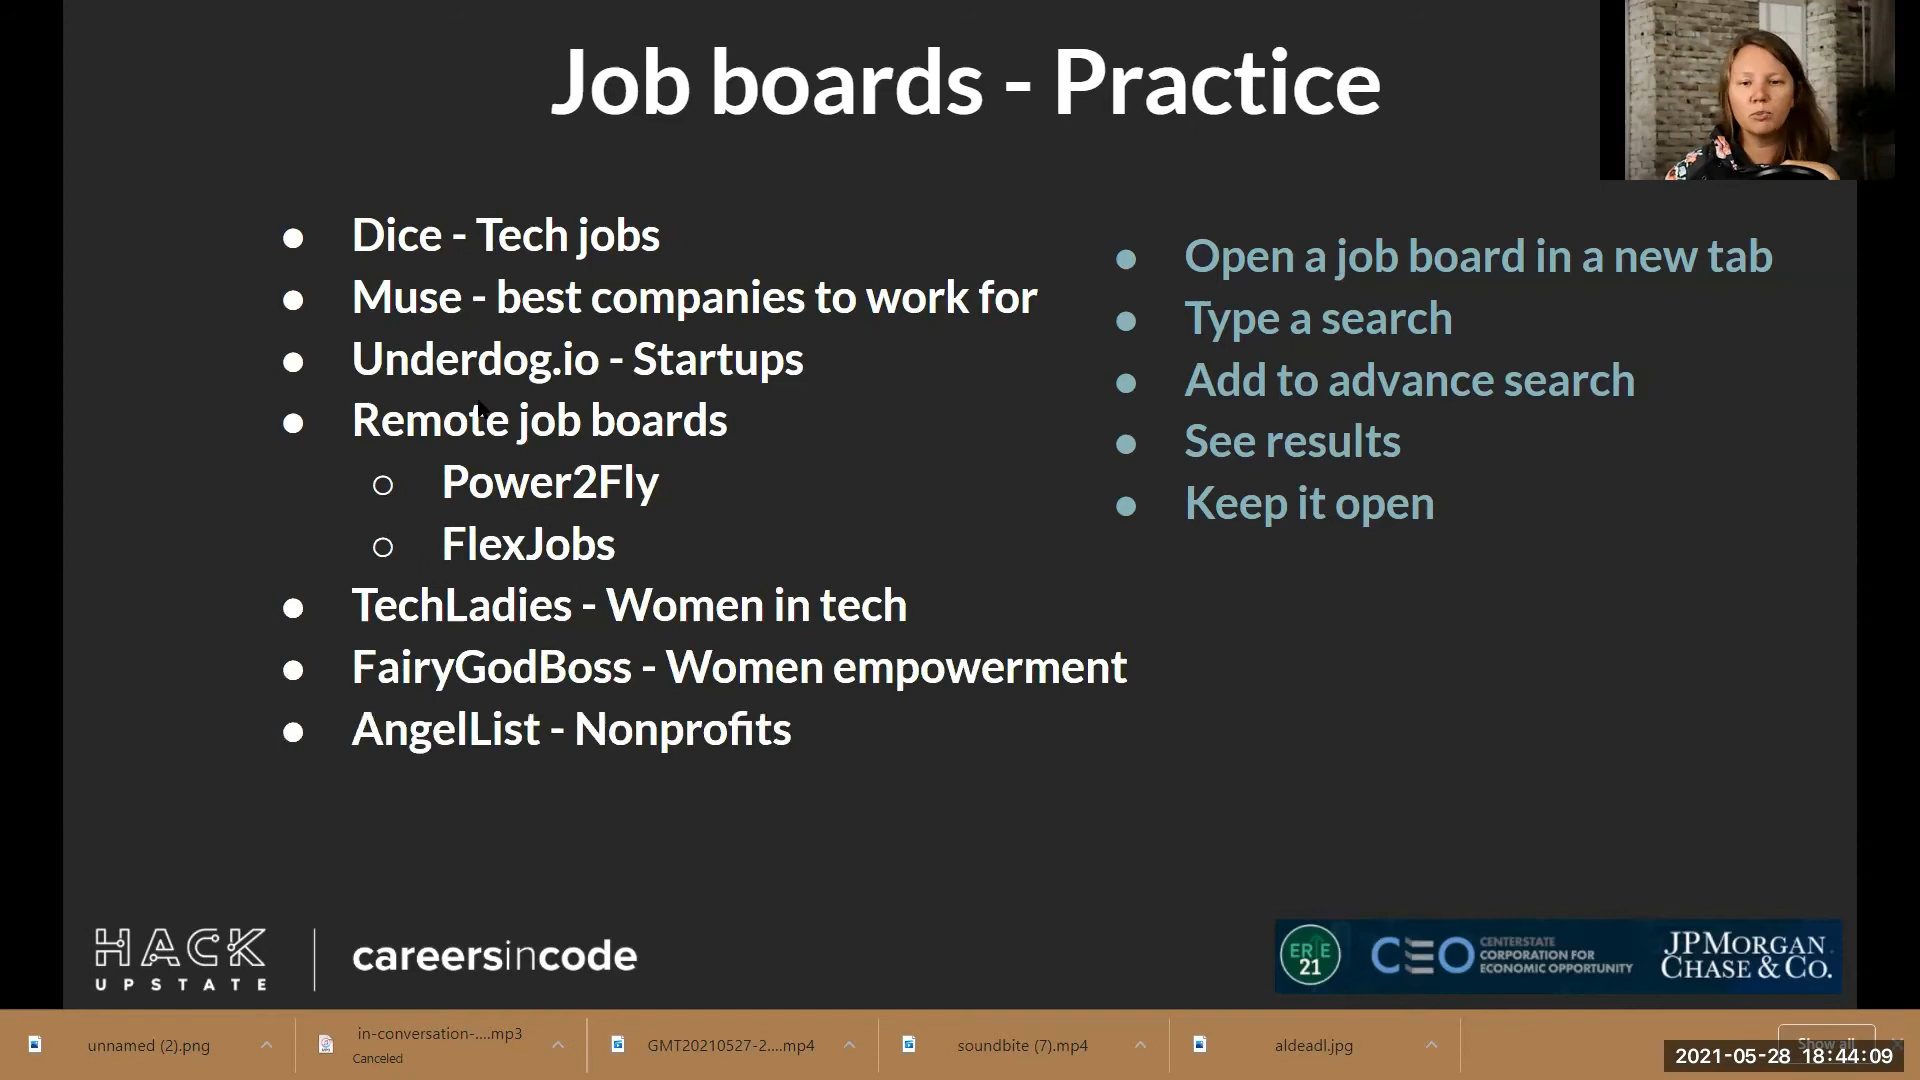 Job boards - Practice
Dice - Tech jobs
Muse - best companies to work for
Underdog.io - Startups
Remote job boards
Power2Fly
FlexJobs
TechLadies - Women in tech
FairyGodBoss - Women empowerment
AngelList - Nonprofits
Open a job board in a new tab
Type a search
Add to advance search
See results
Keep it open
HACK
UPSTATE
careersincode
ERIE
21
CEO
CENTERSTATE
CORPORATION FOR
ECONOMIC OPPORTUNITY
JPMORGAN
CHASE & CO.
unnamed (2).png
in-conversation-....mp3
Canceled
GMT20210527-2....mp4
soundbite (7).mp4
aldeadl.jpg
Show all
2021-05-28 18:44:09